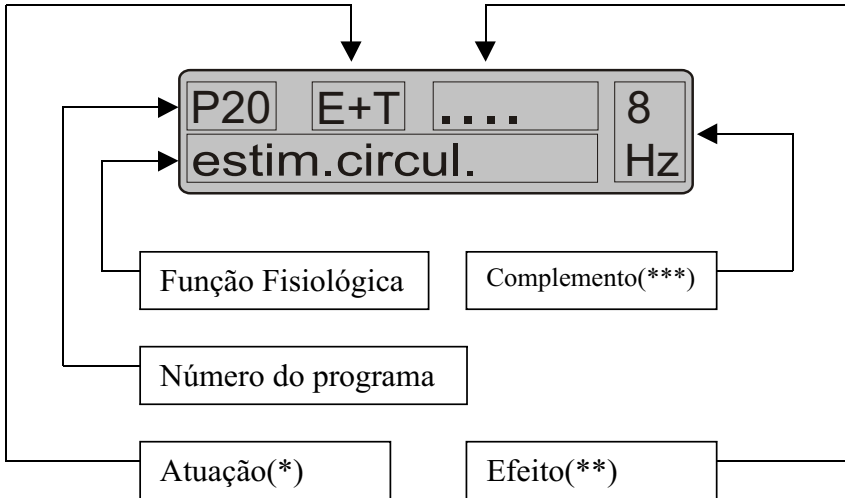 P20 E+T .... 8
estim.circul. Hz
Função Fisiológica
Complemento(***)
Número do programa
Atuação(*)
Efeito(**)